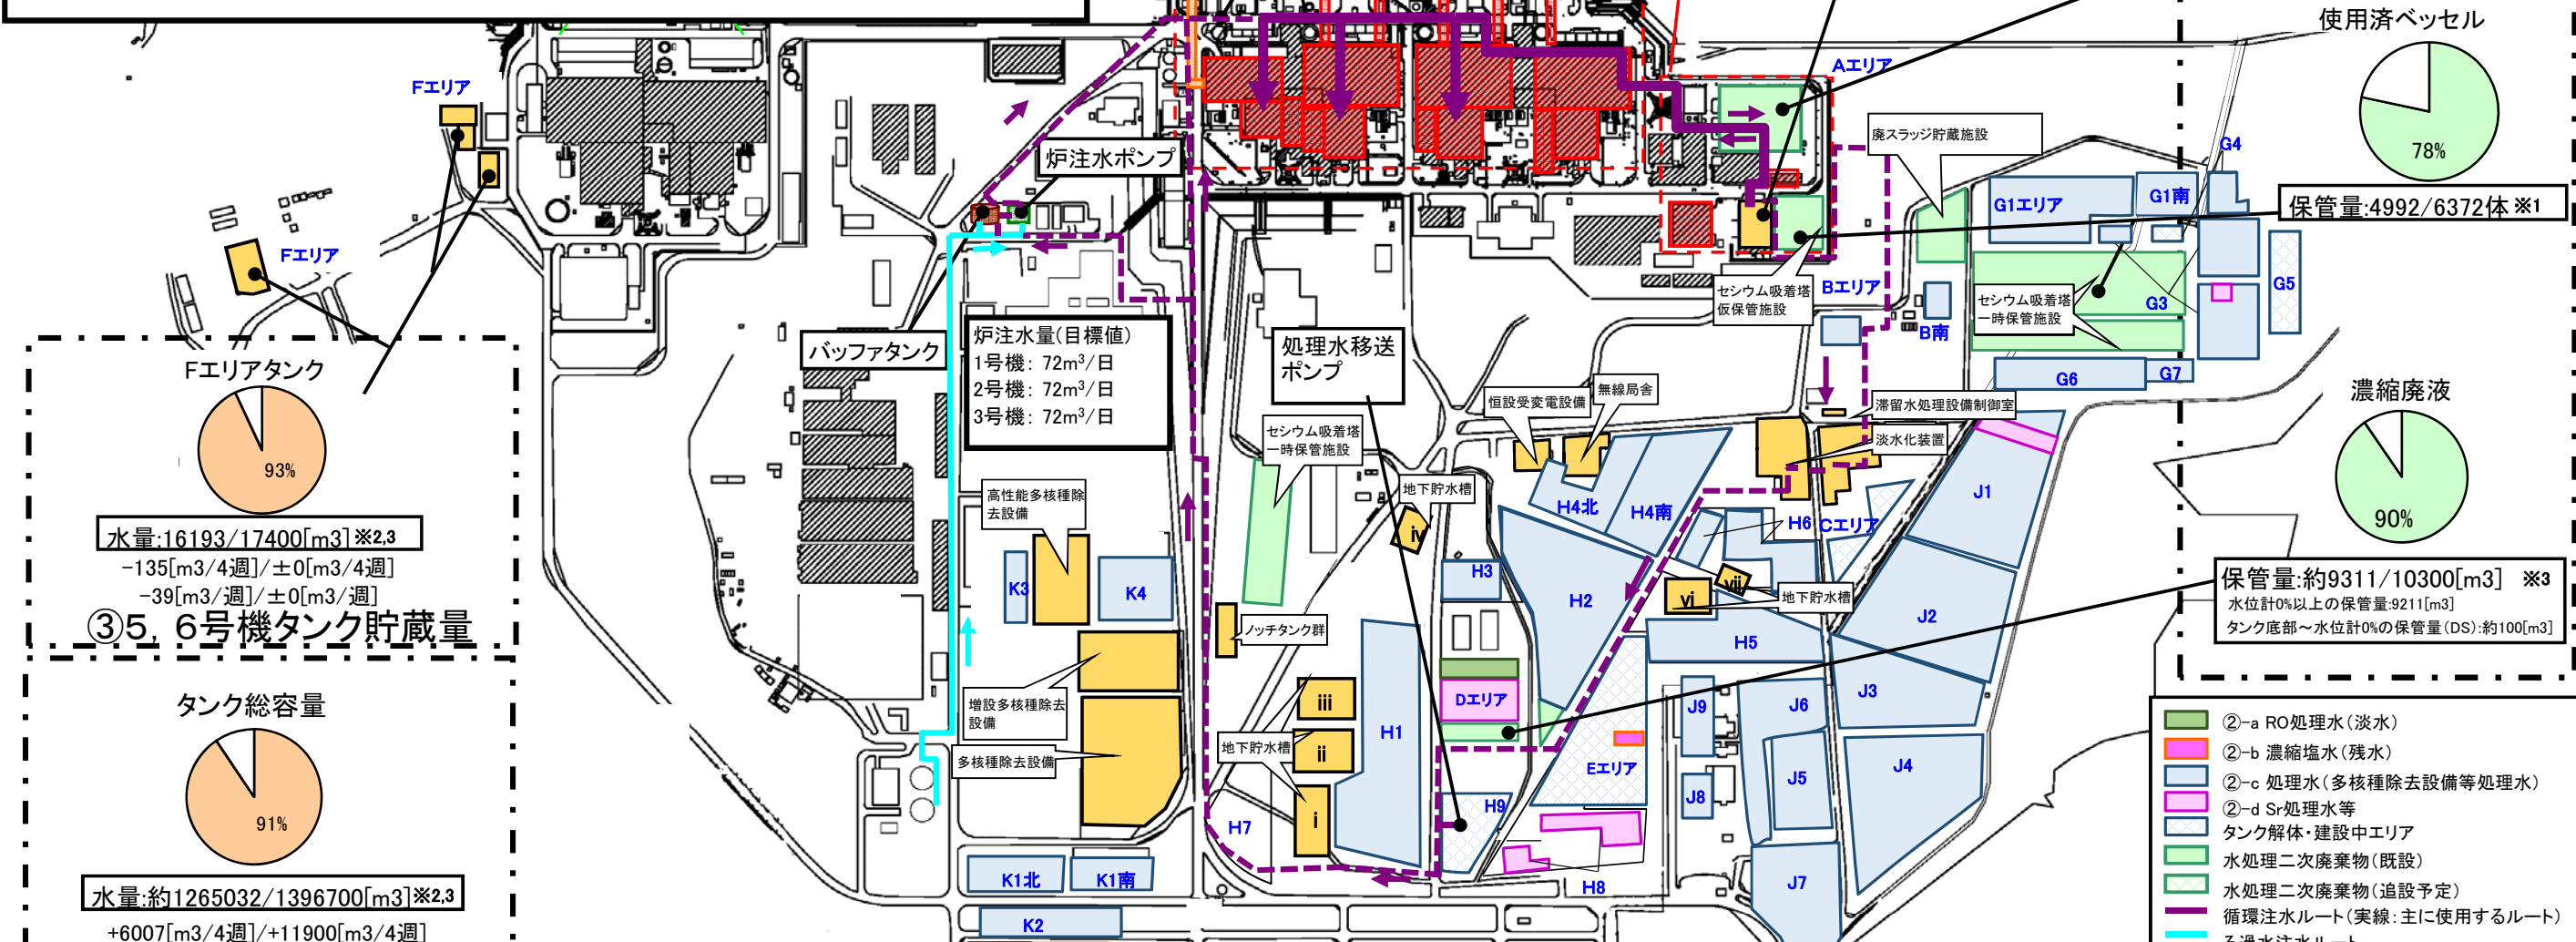 使用済ベッセル
78%
保管量:4992/6372体 ※1
Aエリア
Fエリア
炉注水ポンプ
廃スラッジ貯蔵施設
G4
G1エリア
G1南
Fエリア
セシウム吸着塔
仮保管施設
Bエリア
B南
セシウム吸着塔
一時保管施設
G3
G5
G6
G7
バッファタンク
炉注水量(目標値)
1号機: 72m³/日
2号機: 72m³/日
3号機: 72m³/日
処理水移送
ポンプ
Fエリアタンク
93%
水量:16193/17400[m3]※2,3
-135[m3/4週]/±0[m3/4週]
-39[m3/週]/±0[m3/週]
③5, 6号機タンク貯蔵量
恒設受変電設備
無線局舎
滞留水処理設備制御室
淡水化装置
濃縮廃液
90%
保管量:約9311/10300[m3] ※3
水位計0%以上の保管量:9211[m3]
タンク底部~水位計0%の保管量(DS):約100[m3]
セシウム吸着塔
一時保管施設
地下貯水槽
iv
高性能多核種除
去設備
K3
K4
H4北
H4南
H6
Cエリア
J1
H3
H2
vi
vii
地下貯水槽
J2
ノッチタンク群
H5
増設多核種除去
設備
多核種除去設備
地下貯水槽
iii
ii
i
H1
Dエリア
J9
J6
J3
Eエリア
J5
J4
J8
H9
H7
H8
J7
K1北
K1南
K2
タンク総容量
91%
水量:約1265032/1396700[m3]※2,3
+6007[m3/4週]/+11900[m3/4週]
②-a RO処理水(淡水)
②-b 濃縮塩水(残水)
②-c 処理水(多核種除去設備等処理水)
②-d Sr処理水等
タンク解体・建設中エリア
水処理二次廃棄物(既設)
水処理二次廃棄物(追設予定)
循環注水ルート(実線:主に使用するルート)
ろ過水注水ルート